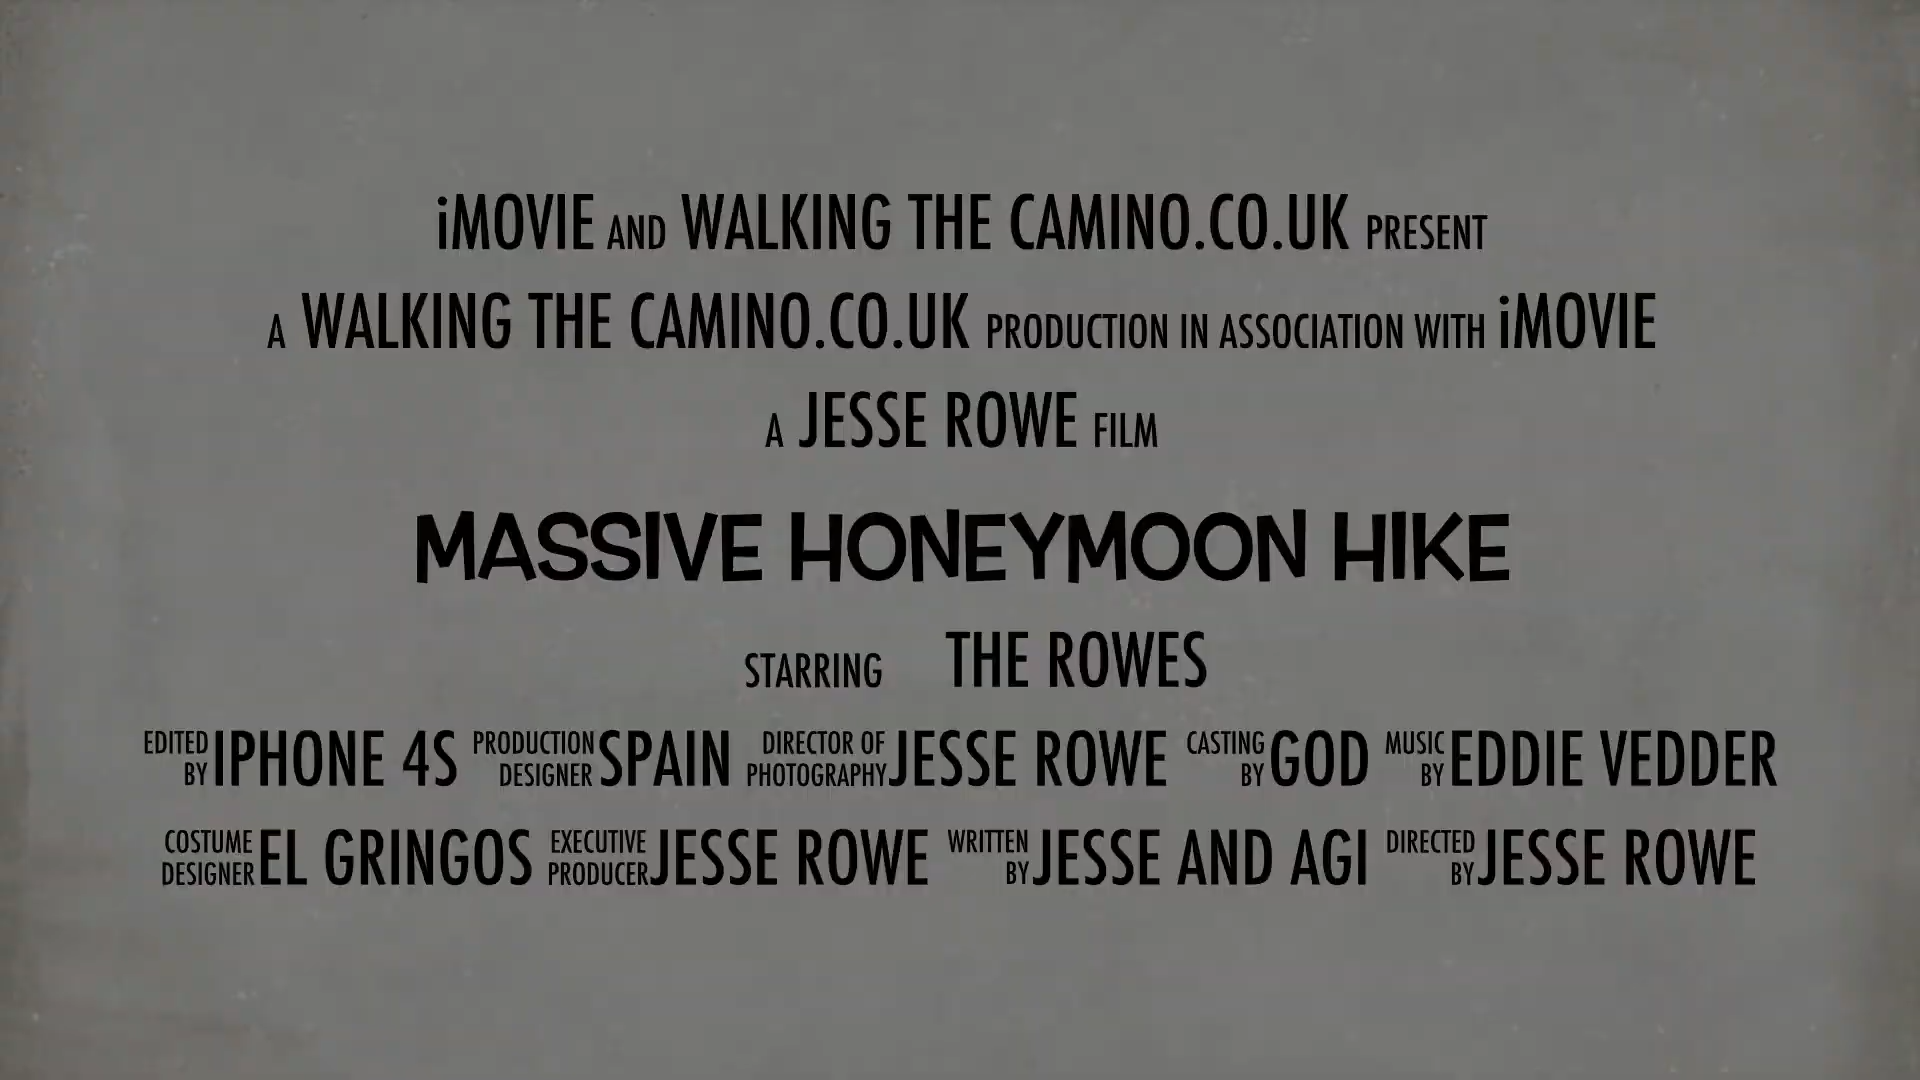 iMOVIE AND WALKING THE CAMINO.CO.UK PRESENT
A WALKING THE CAMINO.CO.UK PRODUCTION IN ASSOCIATION WITH iMOVIE
A JESSE ROWE FILM
MASSIVE HONEYMOON HIKE
STARRING THE ROWES
EDITED BY IPHONE 4S PRODUCTION DESIGNER SPAIN DIRECTOR OF PHOTOGRAPHY JESSE ROWE CASTING BY GOD MUSIC BY EDDIE VEDDER
COSTUME DESIGNER EL GRINGOS EXECUTIVE PRODUCER JESSE ROWE WRITTEN BY JESSE AND AGI DIRECTED BY JESSE ROWE